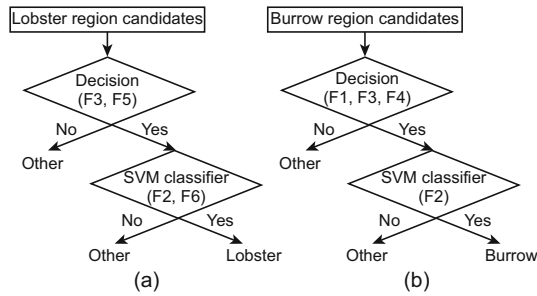 Lobster region candidates
Decision
(F3, F5)
No
Yes
Other
SVM classifier
(F2, F6)
No
Yes
Other
Lobster
(a)
Burrow region candidates
Decision
(F1, F3, F4)
No
Yes
Other
SVM classifier
(F2)
No
Yes
Other
Burrow
(b)